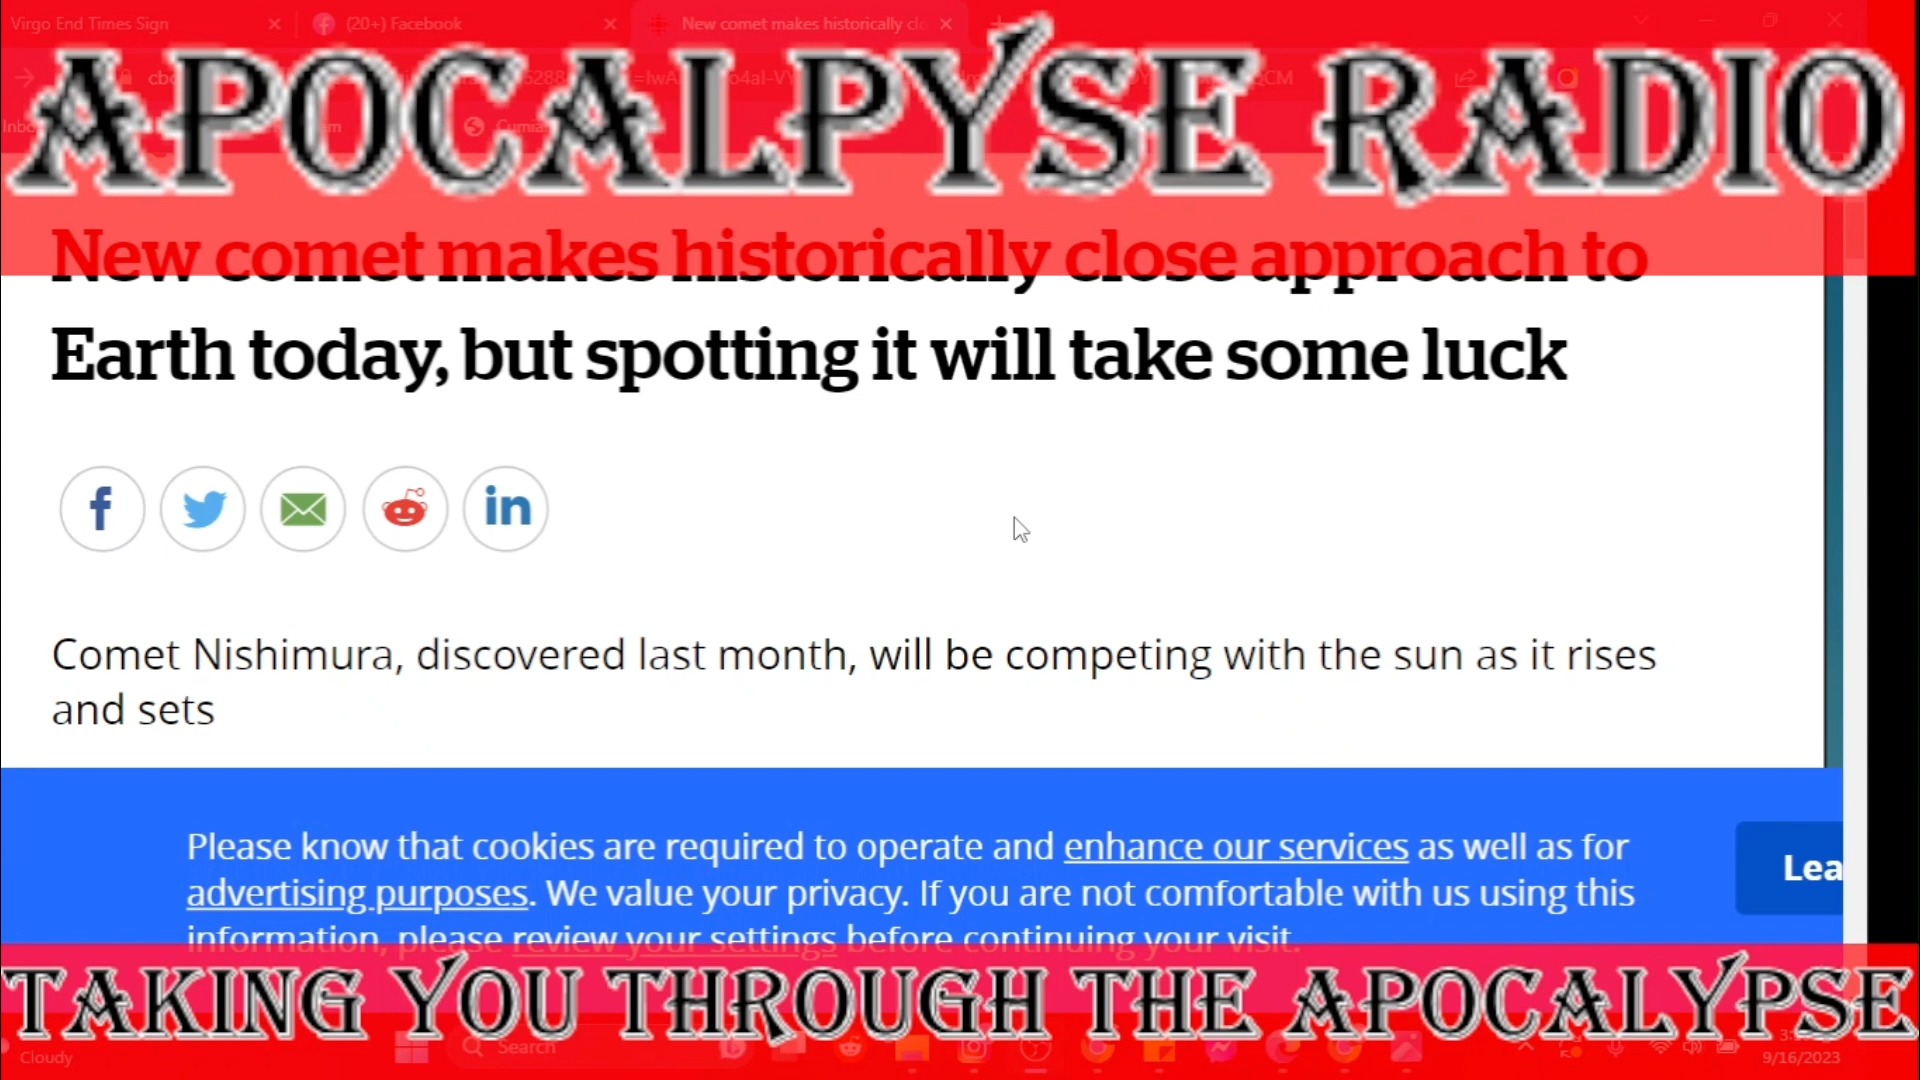 Virgo End Times Sign
(20+) Facebook
New comet makes historically clo
APOCALPYSE RADIO
New comet makes historically close approach to
Earth today, but spotting it will take some luck
Comet Nishimura, discovered last month, will be competing with the sun as it rises
and sets
Please know that cookies are required to operate and enhance our services as well as for
advertising purposes. We value your privacy. If you are not comfortable with us using this
information, please review your settings before continuing your visit.
Lea
TAKING YOU THROUGH THE APOCALYPSE
Search
Cloudy
9/16/2023